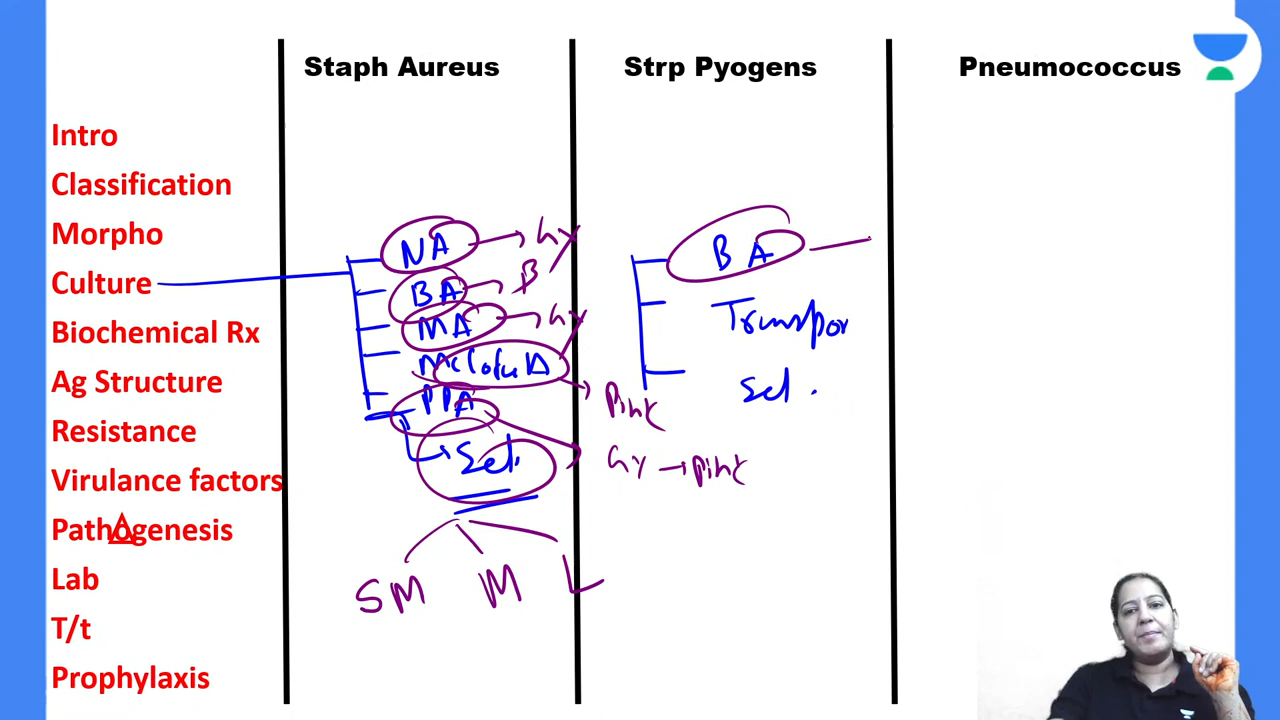 Staph Aureus
Strp Pyogens
Pneumococcus
Intro
Classification
Morpho
Culture
Biochemical Rx
Ag Structure
Resistance
Virulance factors
Pathogenesis
Lab
T/t
Prophylaxis
NA
BA
MA
PPA
Sel.
SM M L
β
Pink
Gy → Pink
BA
Transpor
Sel.